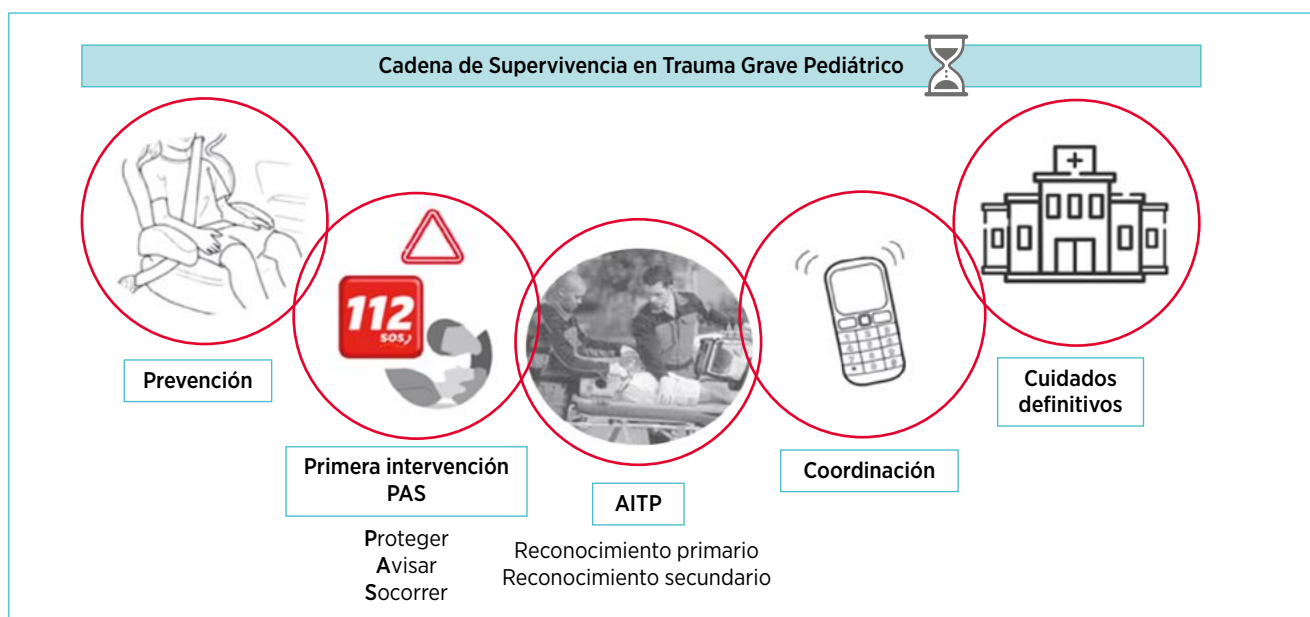 Cadena de Supervivencia en Trauma Grave Pediátrico
112
SOS
Prevención
Primera intervención
PAS
Proteger
Avisar
Socorrer
AITP
Reconocimiento primario
Reconocimiento secundario
Coordinación
Cuidados
definitivos